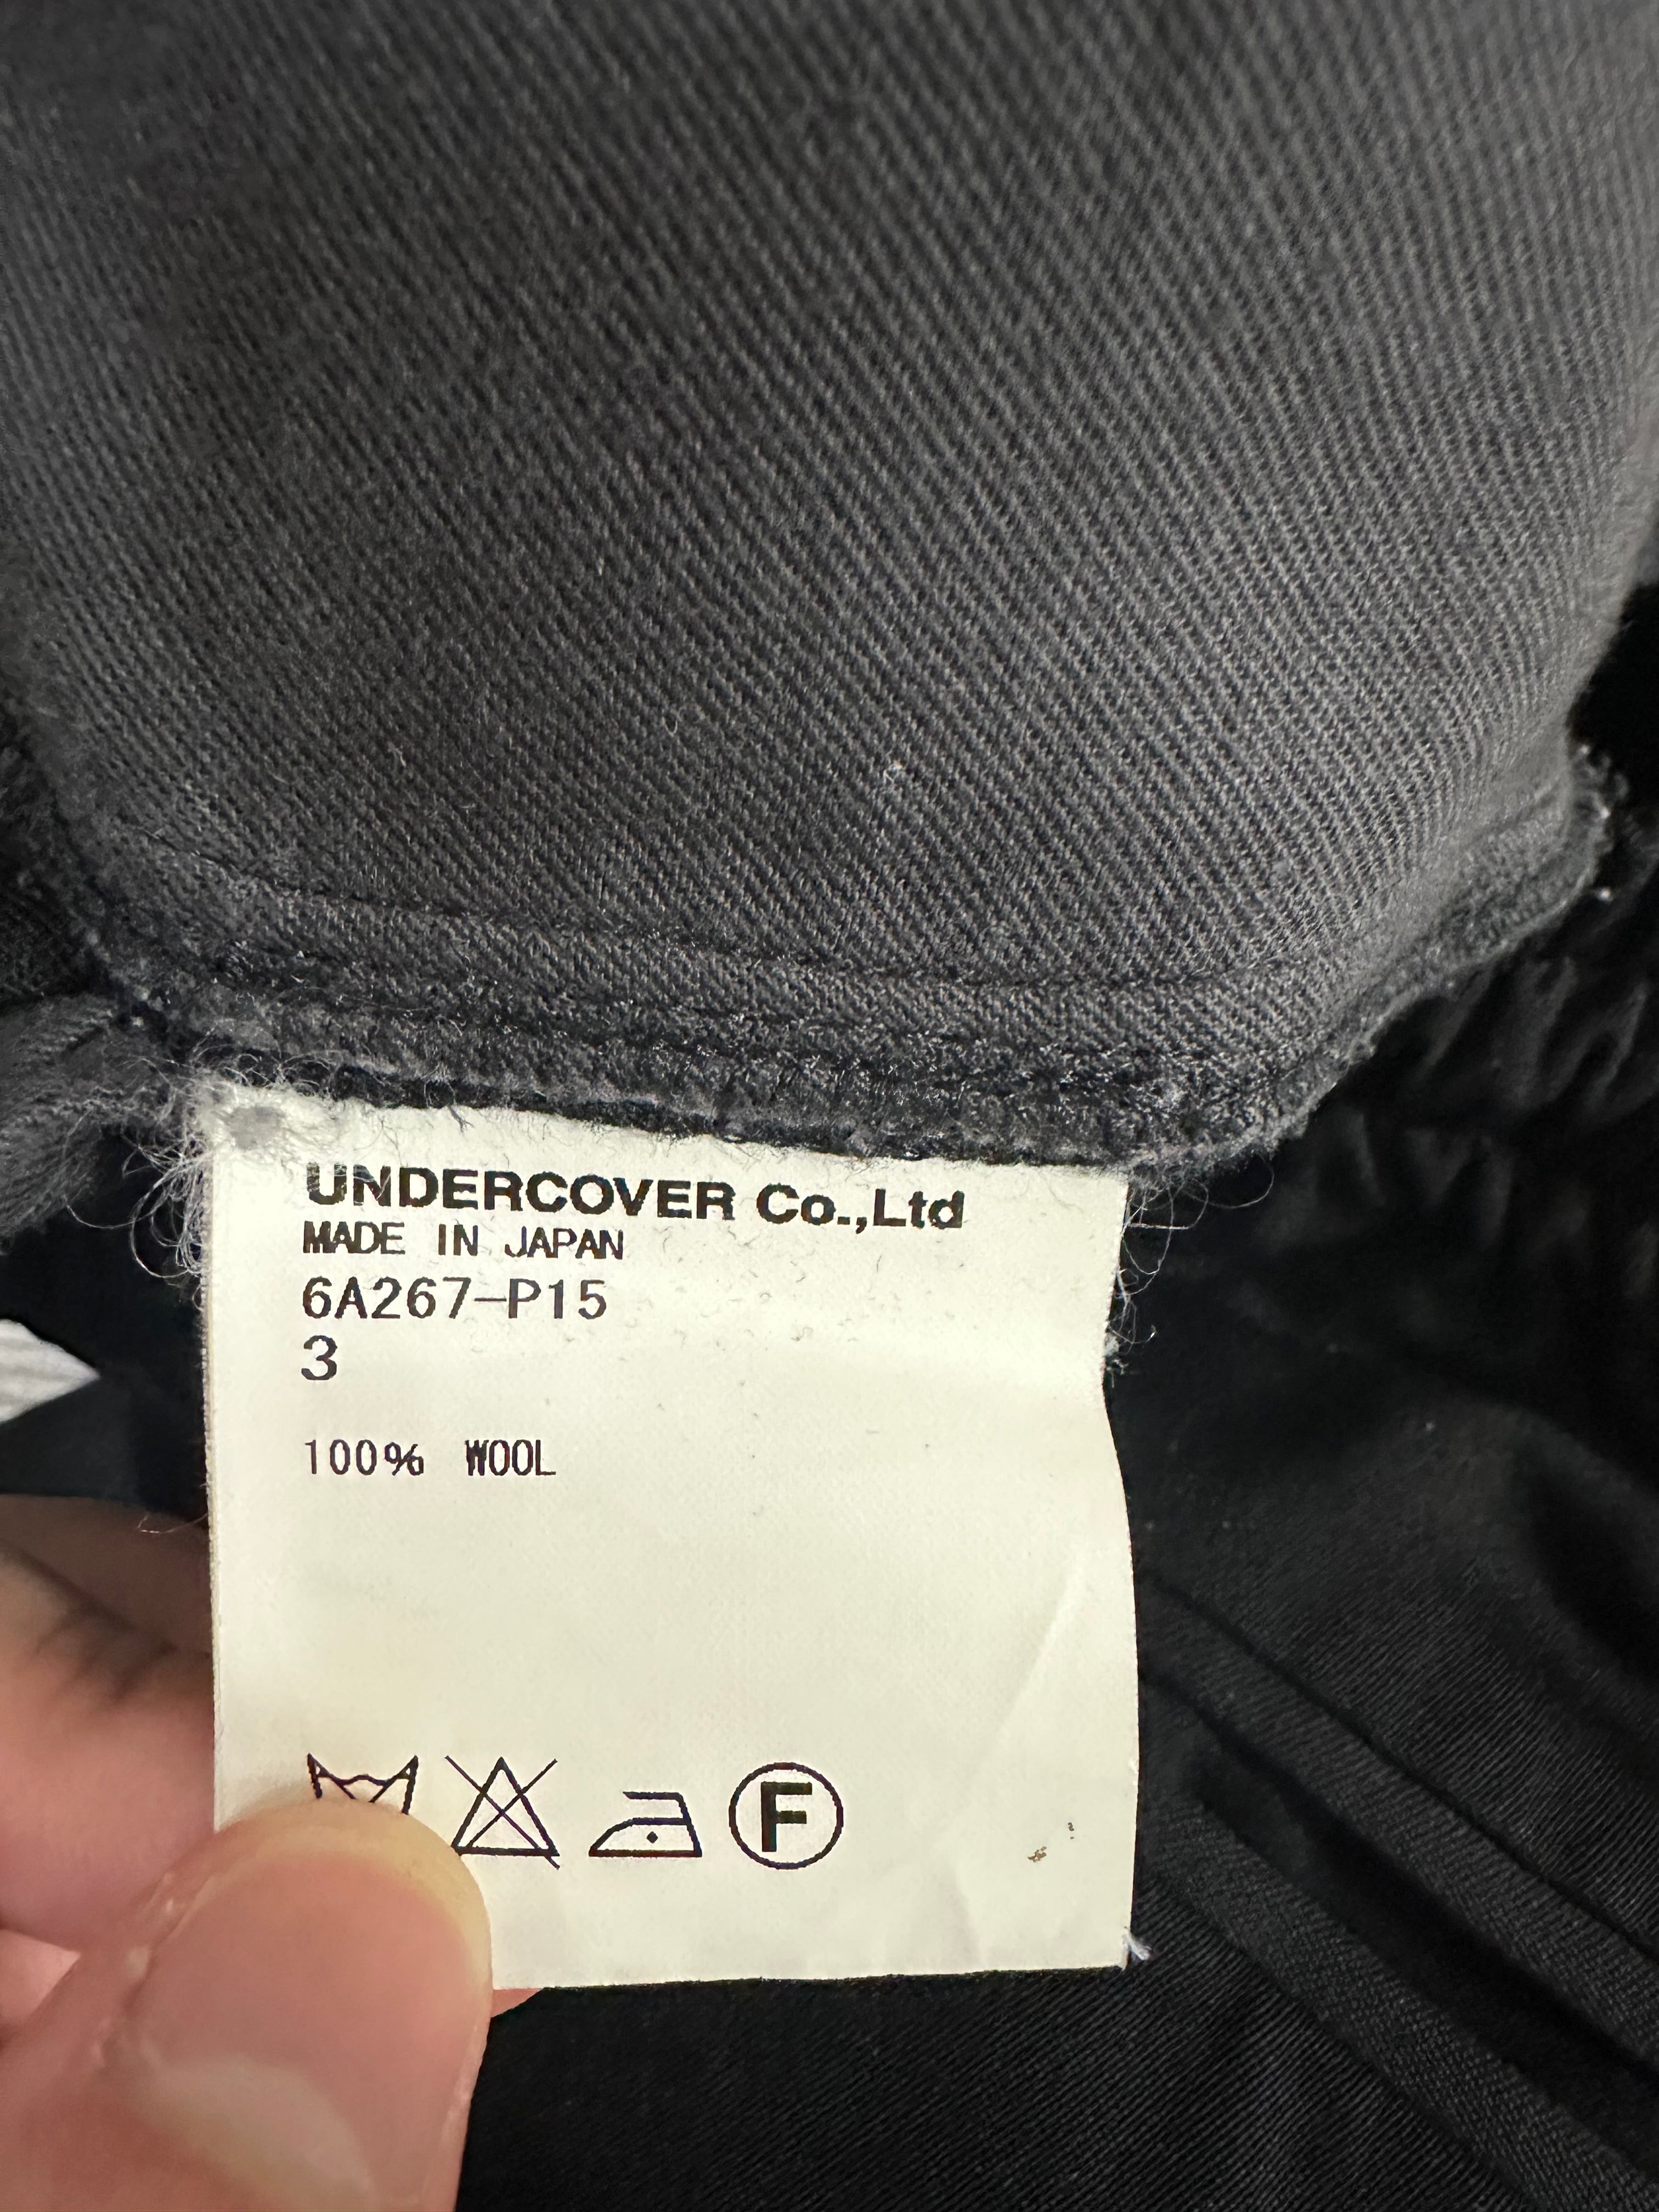 UNDERCOVER Co.,Ltd
MADE IN JAPAN
6A267-P15
3
100% WOOL
F